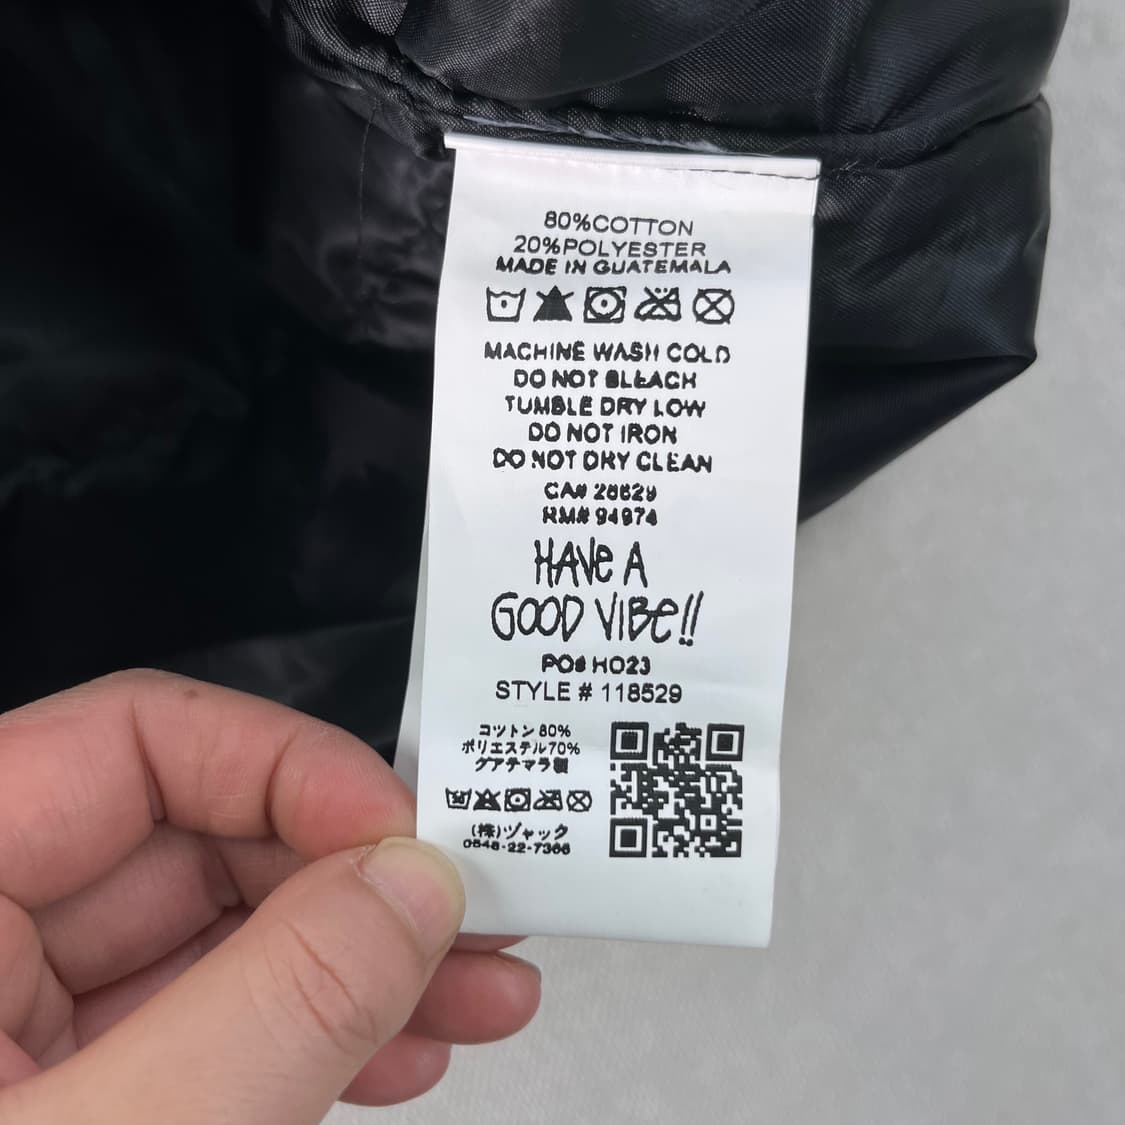 80%COTTON
20%POLYESTER
MADE IN GUATEMALA
MACHINE WASH COLD
DO NOT BLEACH
TUMBLE DRY LOW
DO NOT IRON
DO NOT DRY CLEAN
CA# 28629
RM# 94974
HAVE A
GOOD VIBE!!
PO# HO23
STYLE # 118529
コットン 80%
ポリエステル70%
グアテマラ製
(株)ヅャック
0548-22-7366